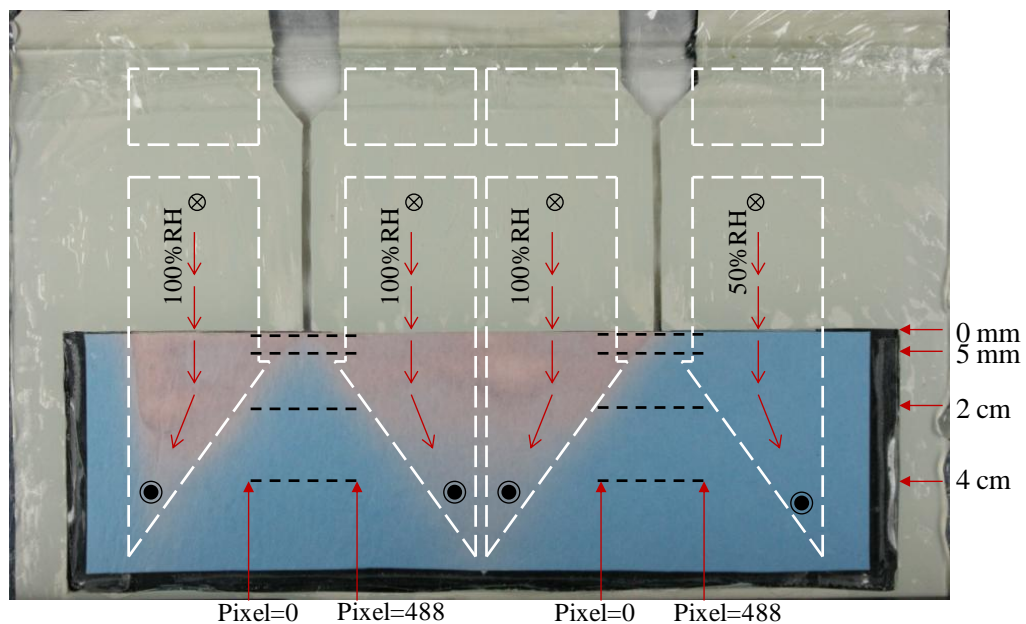 100%RH
100%RH
100%RH
50%RH
0 mm
5 mm
2 cm
4 cm
Pixel=0
Pixel=488
Pixel=0
Pixel=488